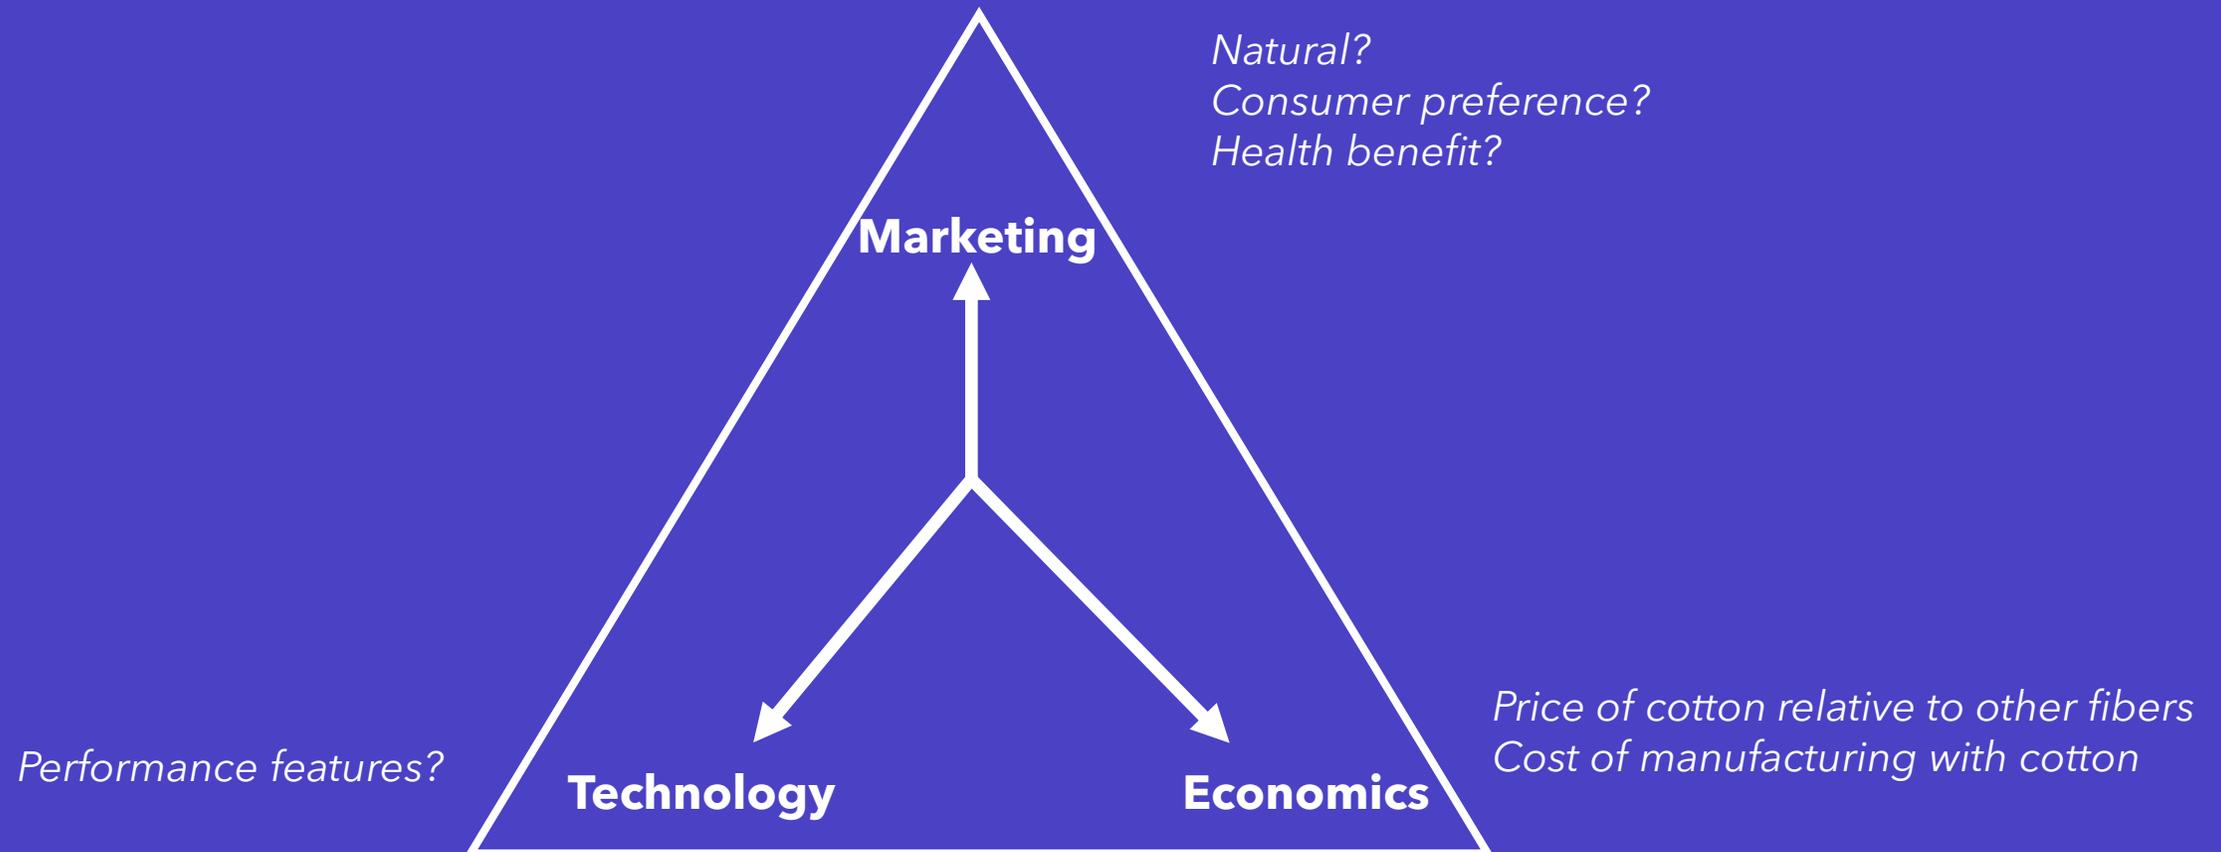 Natural?
Consumer preference?
Health benefit?
Marketing
Price of cotton relative to other fibers
Cost of manufacturing with cotton
Performance features?
Technology
Economics